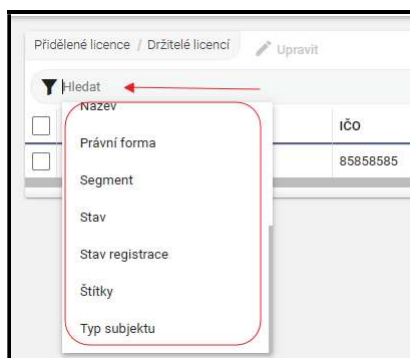 Přidělené licence / Držitelé licencí Upravit
Hledat
Název
IČO
Právní forma
85858585
Segment
Stav
Stav registrace
Štítky
Typ subjektu